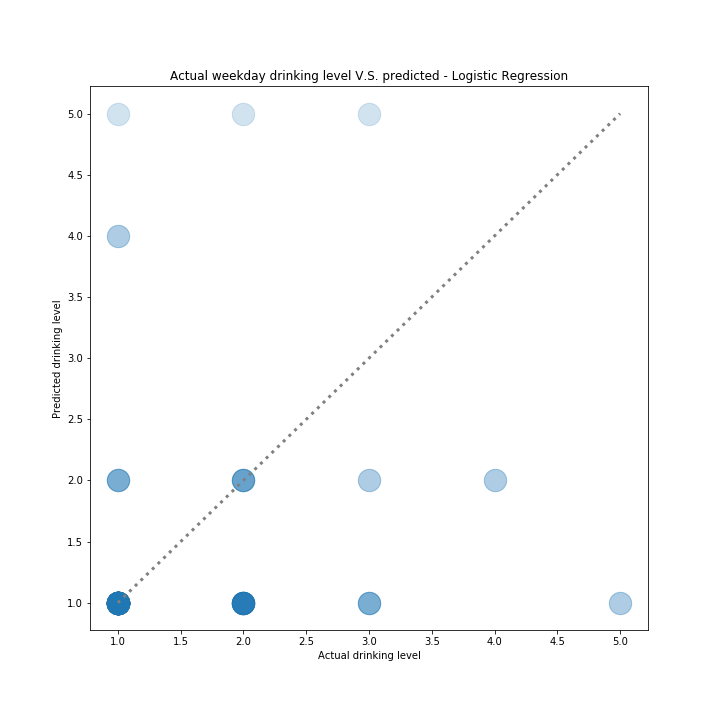 Actual weekday drinking level V.S. predicted - Logistic Regression
5.0
4.5
4.0
3.5
3.0
2.5
2.0
1.5
1.0
Predicted drinking level
1.0 1.5 2.0 2.5 3.0 3.5 4.0 4.5 5.0
Actual drinking level